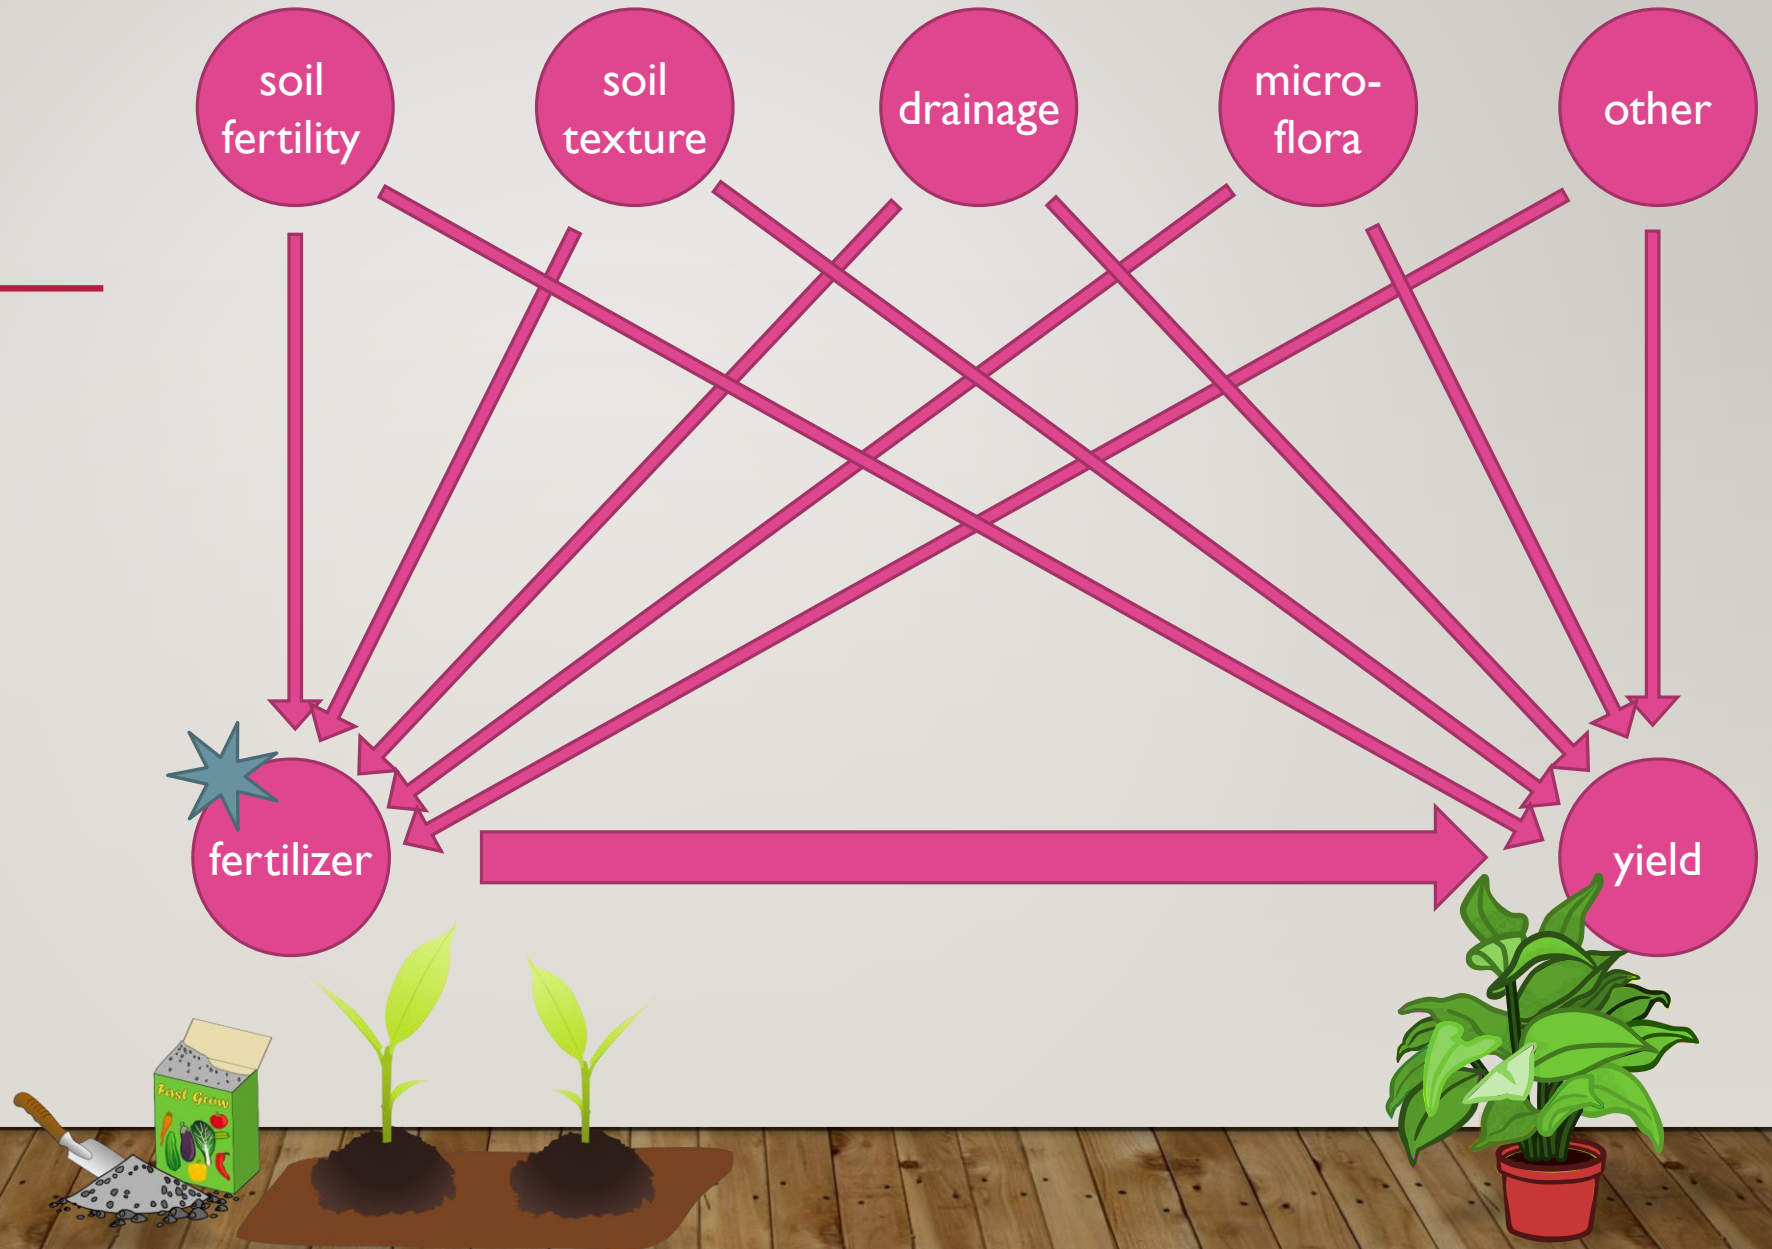 soil
fertility
soil
texture
drainage
micro-
flora
other
fertilizer
yield
Fast Grow